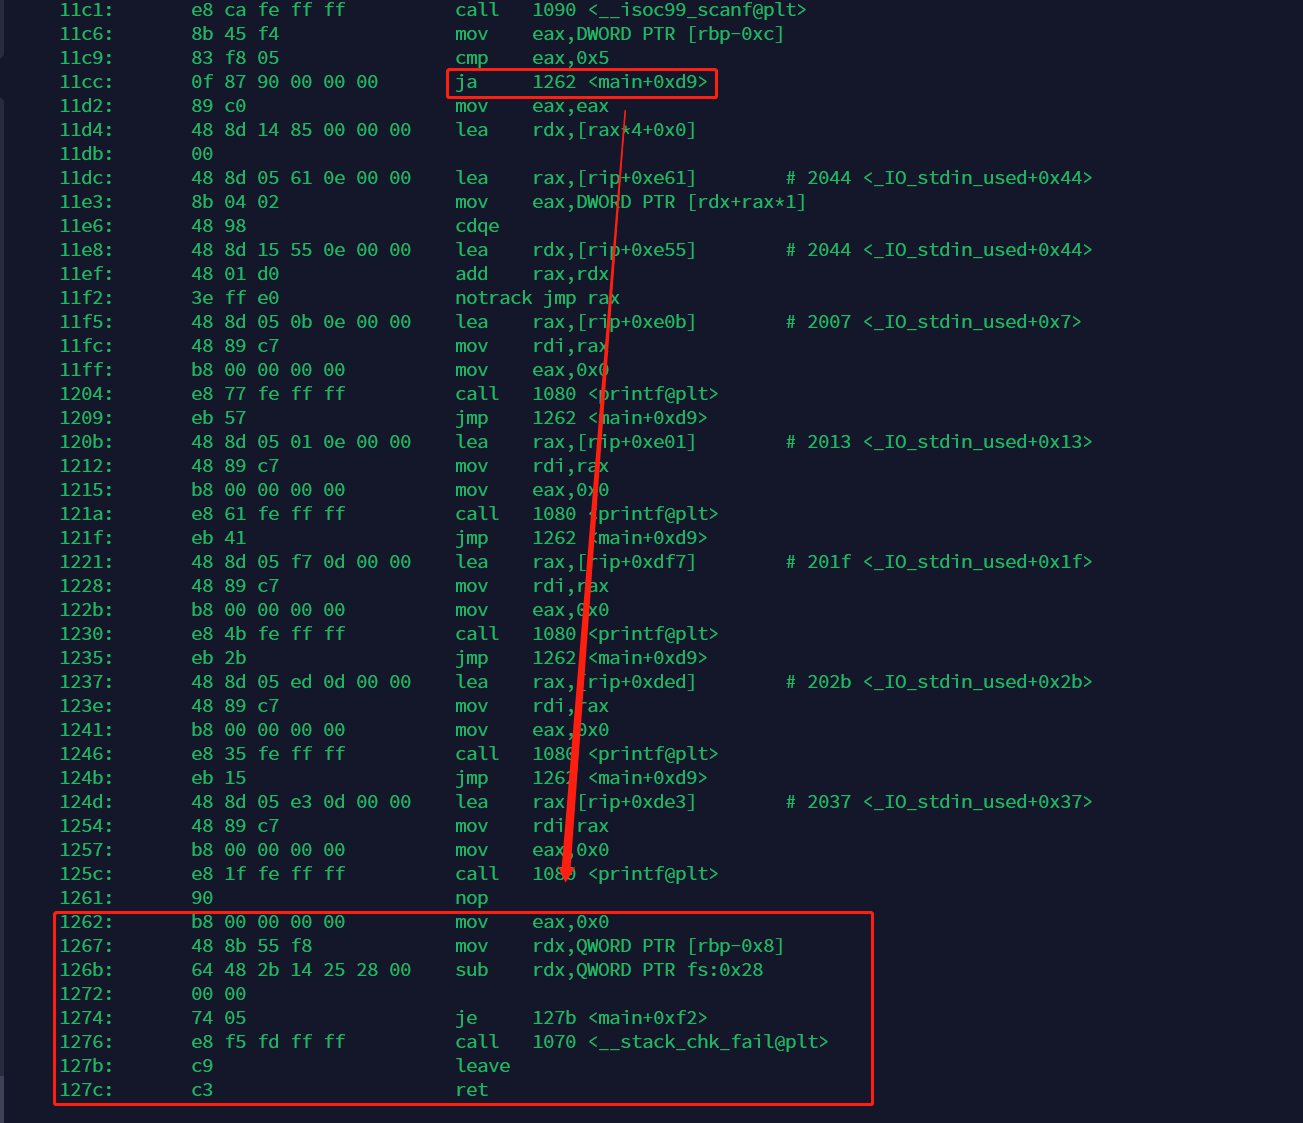 11c1: e8 ca fe ff ff call 1090 <__isoc99_scanf@plt>
11c6: 8b 45 f4 mov eax,DWORD PTR [rbp-0xc]
11c9: 83 f8 05 cmp eax,0x5
11cc: 0f 87 90 00 00 00 ja 1262 <main+0xd9>
11d2: 89 c0 mov eax,eax
11d4: 48 8d 14 85 00 00 00 lea rdx,[rax*4+0x0]
11db: 00
11dc: 48 8d 05 61 0e 00 00 lea rax,[rip+0xe61] # 2044 <_IO_stdin_used+0x44>
11e3: 8b 04 02 mov eax,DWORD PTR [rdx+rax*1]
11e6: 48 98 cdqe
11e8: 48 8d 15 55 0e 00 00 lea rdx,[rip+0xe55] # 2044 <_IO_stdin_used+0x44>
11ef: 48 01 d0 add rax,rdx
11f2: 3e ff e0 notrack jmp rax
11f5: 48 8d 05 0b 0e 00 00 lea rax,[rip+0xe0b] # 2007 <_IO_stdin_used+0x7>
11fc: 48 89 c7 mov rdi,rax
11ff: b8 00 00 00 00 mov eax,0x0
1204: e8 77 fe ff ff call 1080 <printf@plt>
1209: eb 57 jmp 1262 <main+0xd9>
120b: 48 8d 05 01 0e 00 00 lea rax,[rip+0xe01] # 2013 <_IO_stdin_used+0x13>
1212: 48 89 c7 mov rdi,rax
1215: b8 00 00 00 00 mov eax,0x0
121a: e8 61 fe ff ff call 1080 <printf@plt>
121f: eb 41 jmp 1262 <main+0xd9>
1221: 48 8d 05 f7 0d 00 00 lea rax,[rip+0xdf7] # 201f <_IO_stdin_used+0x1f>
1228: 48 89 c7 mov rdi,rax
122b: b8 00 00 00 00 mov eax,0x0
1230: e8 4b fe ff ff call 1080 <printf@plt>
1235: eb 2b jmp 1262 <main+0xd9>
1237: 48 8d 05 ed 0d 00 00 lea rax,[rip+0xded] # 202b <_IO_stdin_used+0x2b>
123e: 48 89 c7 mov rdi,rax
1241: b8 00 00 00 00 mov eax,0x0
1246: e8 35 fe ff ff call 1080 <printf@plt>
124b: eb 15 jmp 1262 <main+0xd9>
124d: 48 8d 05 e3 0d 00 00 lea rax,[rip+0xde3] # 2037 <_IO_stdin_used+0x37>
1254: 48 89 c7 mov rdi,rax
1257: b8 00 00 00 00 mov eax,0x0
125c: e8 1f fe ff ff call 1080 <printf@plt>
1261: 90 nop
1262: b8 00 00 00 00 mov eax,0x0
1267: 48 8b 55 f8 mov rdx,QWORD PTR [rbp-0x8]
126b: 64 48 2b 14 25 28 00 sub rdx,QWORD PTR fs:0x28
1272: 00 00
1274: 74 05 je 127b <main+0xf2>
1276: e8 f5 fd ff ff call 1070 <__stack_chk_fail@plt>
127b: c9 leave
127c: c3 ret